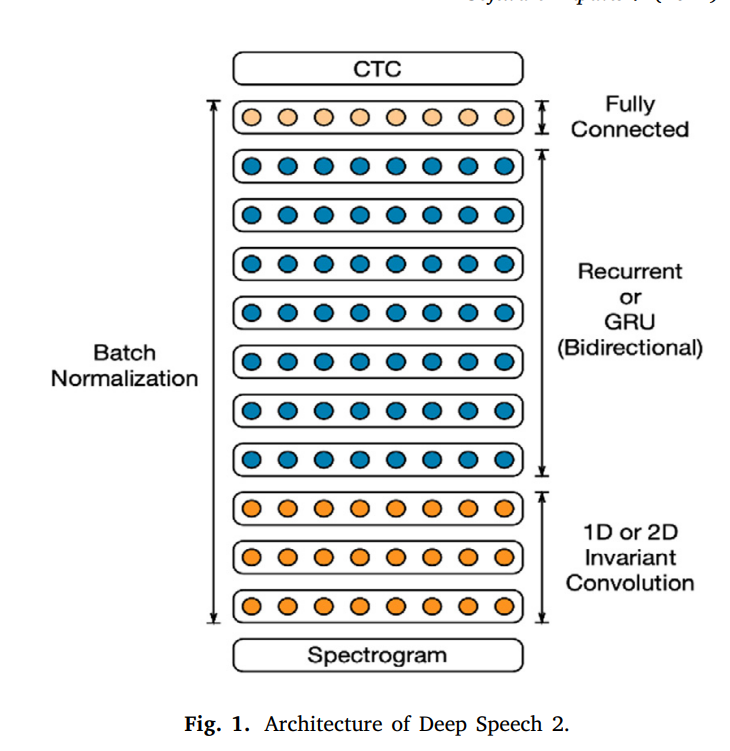 CTC
Fully
Connected
Recurrent
or
GRU
(Bidirectional)
Batch
Normalization
1D or 2D
Invariant
Convolution
Spectrogram
Fig. 1. Architecture of Deep Speech 2.